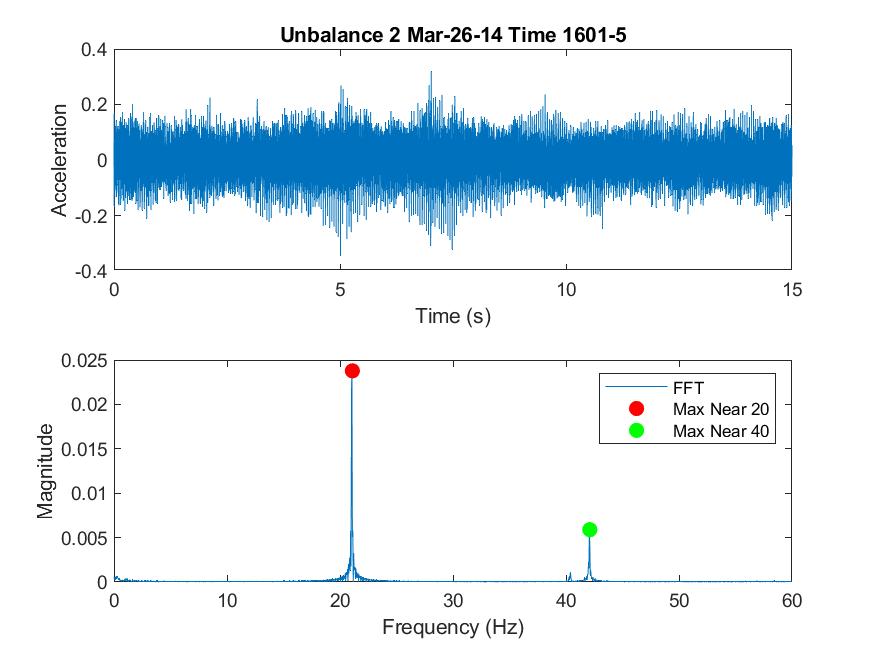 Unbalance 2 Mar-26-14 Time 1601-5
0.4
0.2
0
-0.2
-0.4
Acceleration
0 5 10 15
Time (s)
0.025
0.02
0.015
0.01
0.005
0
Magnitude
FFT
Max Near 20
Max Near 40
0 10 20 30 40 50 60
Frequency (Hz)